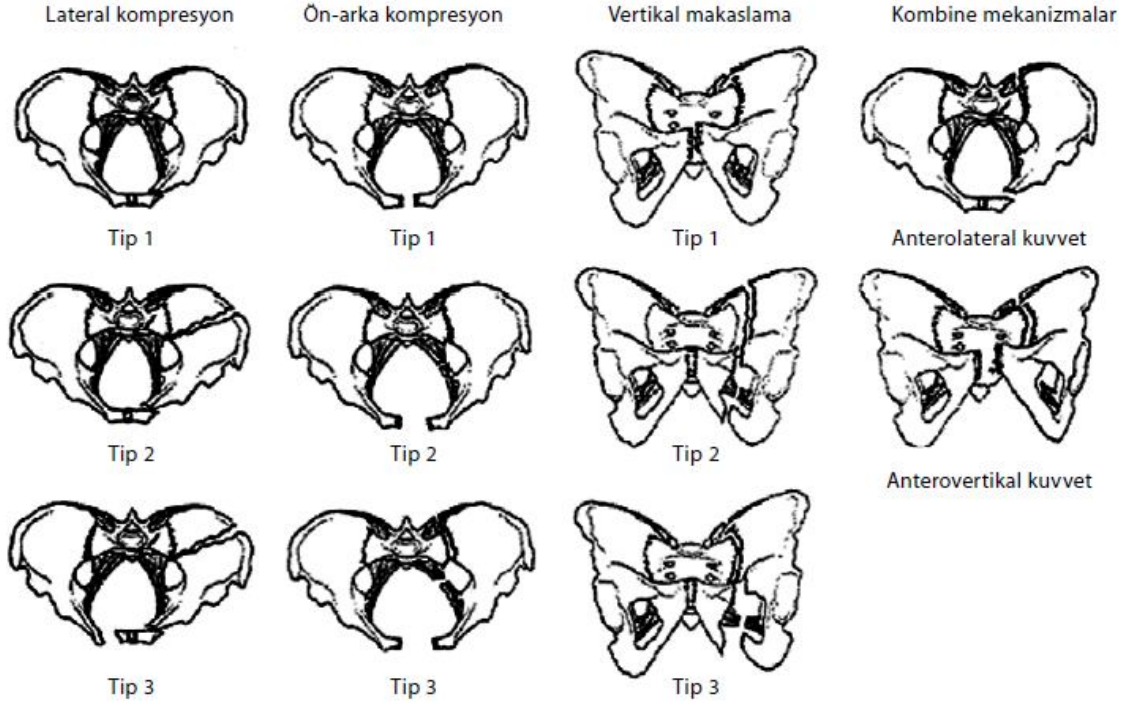 Lateral kompresyon
Ön-arka kompresyon
Vertikal makaslama
Kombine mekanizmalar
Tip 1
Tip 1
Tip 1
Anterolateral kuvvet
Tip 2
Tip 2
Tip 2
Anterovertikal kuvvet
Tip 3
Tip 3
Tip 3